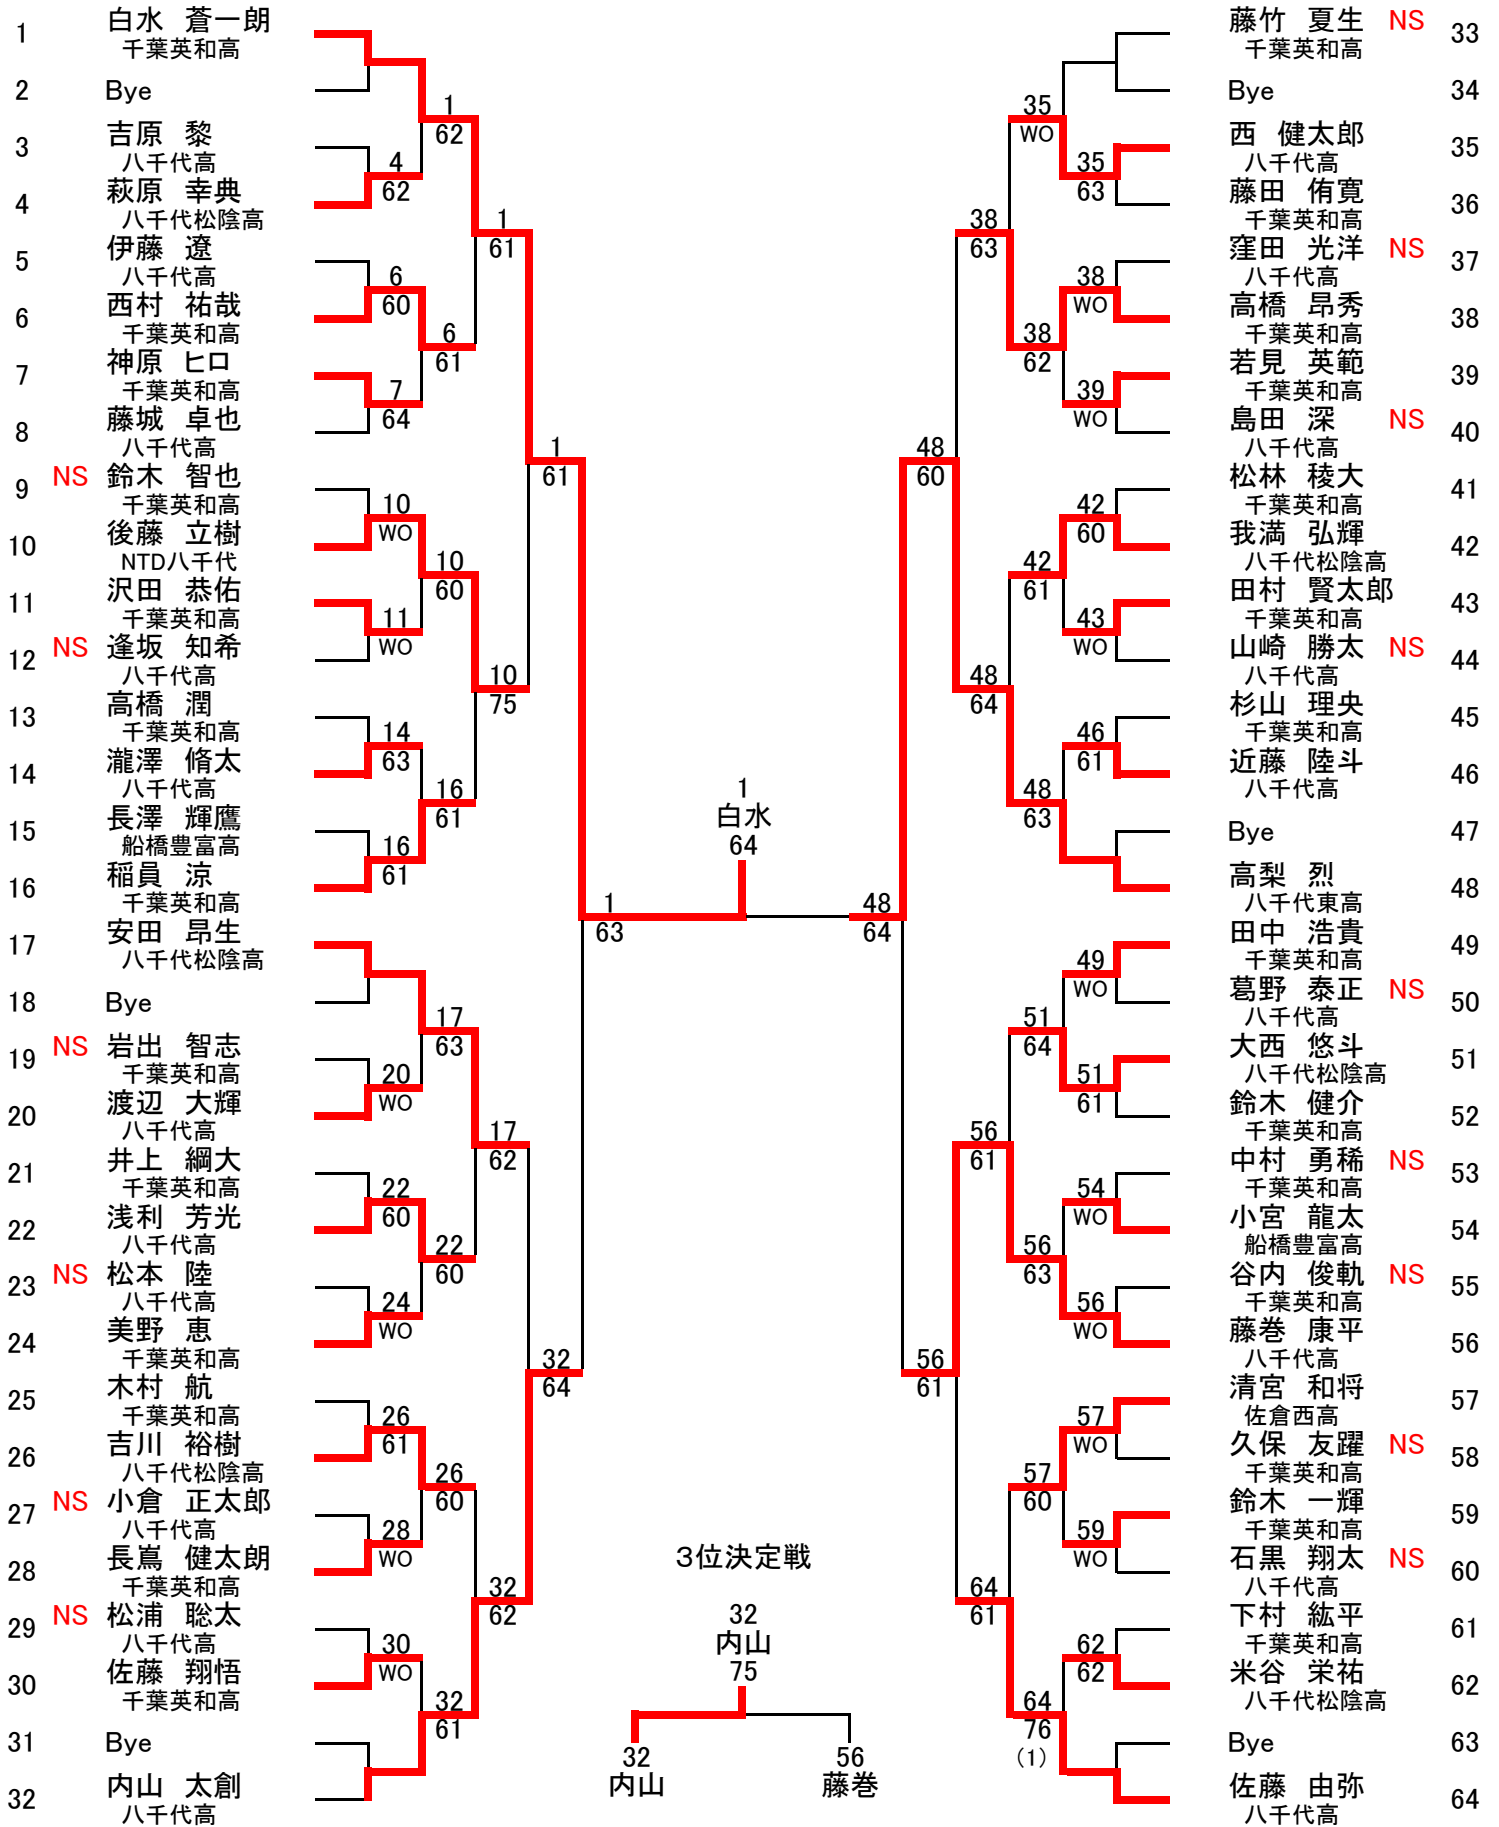 1 白水 蒼一朗
千葉英和高
2 Bye
1
62
3 吉原 黎
八千代高
4
62
4 萩原 幸典
八千代松陰高
1
61
5 伊藤 遼
八千代高
6
60
6 西村 祐哉
千葉英和高
6
61
7 神原 ヒロ
千葉英和高
7
64
8 藤城 卓也
八千代高
1
61
9 NS 鈴木 智也
千葉英和高
10
WO
10 後藤 立樹
NTD八千代
10
60
11 沢田 恭佑
千葉英和高
11
WO
12 NS 逢坂 知希
八千代高
10
75
13 高橋 潤
千葉英和高
14
63
14 瀧澤 脩太
八千代高
16
61
15 長澤 輝鷹
船橋豊富高
16
61
16 稲員 涼
千葉英和高
1
63
17 安田 昂生
八千代松陰高
18 Bye
17
63
19 NS 岩出 智志
千葉英和高
20
WO
20 渡辺 大輝
八千代高
17
62
21 井上 綱大
千葉英和高
22
60
22 浅利 芳光
八千代高
22
60
23 NS 松本 陸
八千代高
24
WO
24 美野 恵
千葉英和高
32
64
25 木村 航
千葉英和高
26
61
26 吉川 裕樹
八千代松陰高
26
60
27 NS 小倉 正太郎
八千代高
28
WO
28 長嶌 健太朗
千葉英和高
32
62
29 NS 松浦 聡太
八千代高
30
WO
30 佐藤 翔悟
千葉英和高
32
61
31 Bye
32 内山 太創
八千代高
1
白水
64
3位決定戦
32
内山
75
32
内山
56
藤巻
藤竹 夏生 NS 33
千葉英和高
Bye 34
35
WO
西 健太郎 35
八千代高
35
63
藤田 侑寛 36
千葉英和高
38
63
窪田 光洋 NS 37
八千代高
38
WO
高橋 昂秀 38
千葉英和高
38
62
若見 英範 39
千葉英和高
39
WO
島田 深 NS 40
八千代高
48
60
松林 稜大 41
千葉英和高
42
60
我満 弘輝 42
八千代松陰高
42
61
田村 賢太郎 43
千葉英和高
43
WO
山崎 勝太 NS 44
八千代高
48
64
杉山 理央 45
千葉英和高
46
61
近藤 陸斗 46
八千代高
48
63
Bye 47
高梨 烈 48
八千代東高
48
64
田中 浩貴 49
千葉英和高
49
WO
葛野 泰正 NS 50
八千代高
51
64
大西 悠斗 51
八千代松陰高
51
61
鈴木 健介 52
千葉英和高
56
61
中村 勇稀 NS 53
千葉英和高
54
WO
小宮 龍太 54
船橋豊富高
56
63
谷内 俊軌 NS 55
千葉英和高
56
WO
藤巻 康平 56
八千代高
56
61
清宮 和将 57
佐倉西高
57
WO
久保 友躍 NS 58
千葉英和高
57
60
鈴木 一輝 59
千葉英和高
59
WO
石黒 翔太 NS 60
八千代高
64
61
下村 紘平 61
千葉英和高
62
62
米谷 栄祐 62
八千代松陰高
64
76
(1)
Bye 63
佐藤 由弥 64
八千代高